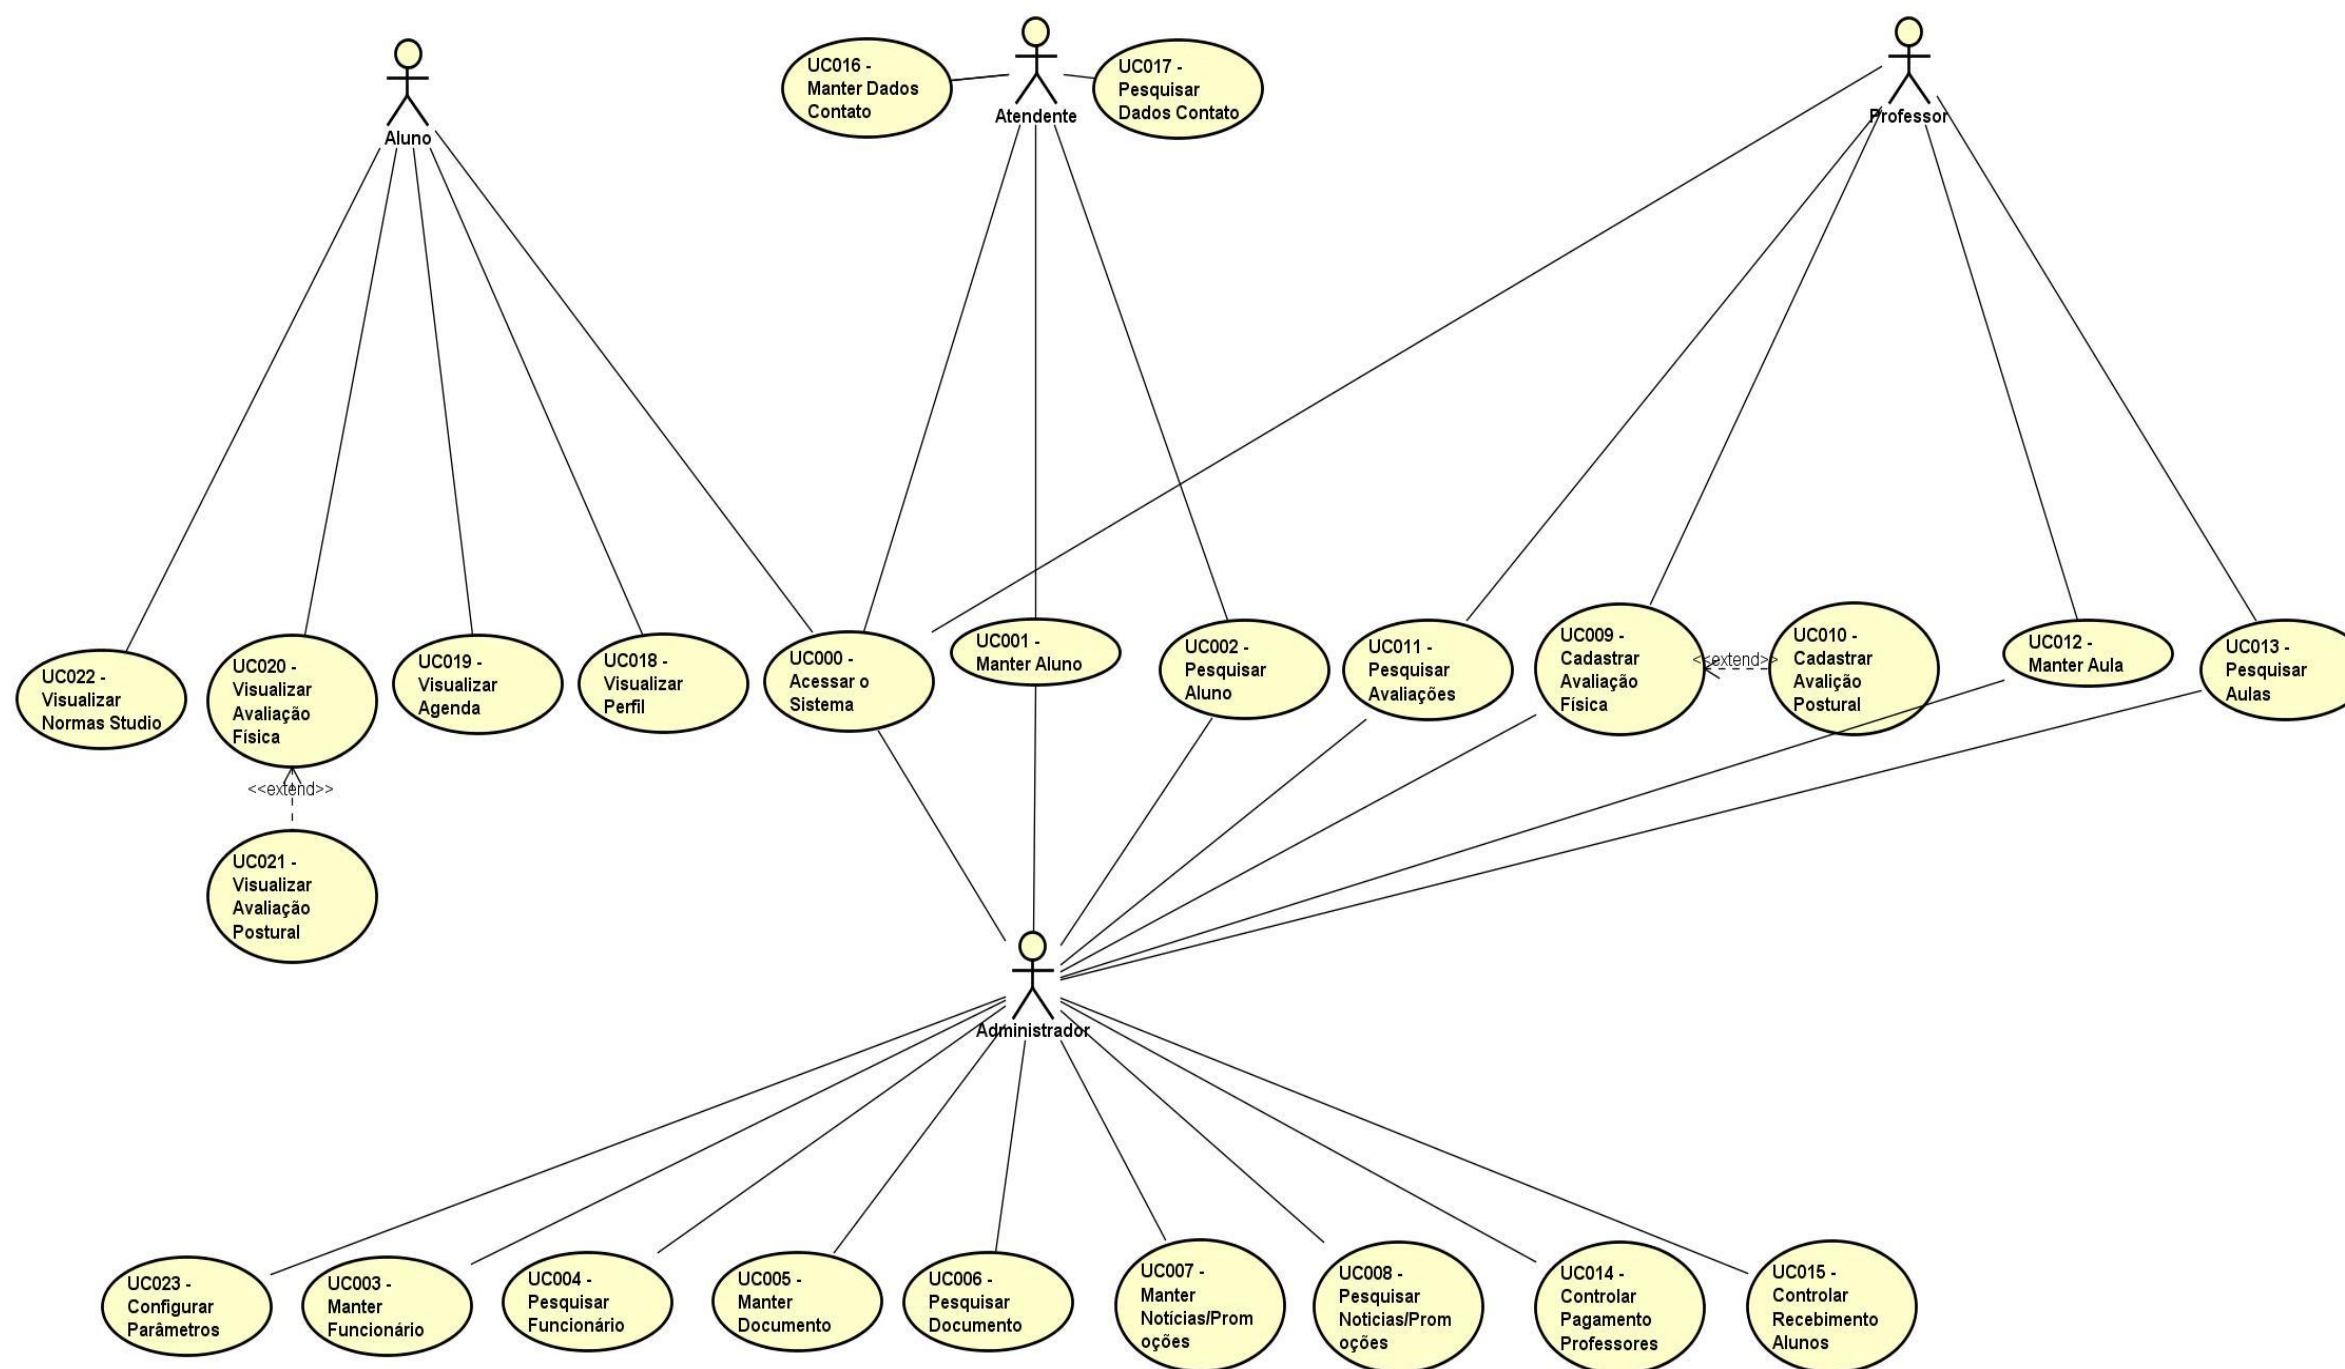 UC016 -
Manter Dados
Contato
Atendente
UC017 -
Pesquisar
Dados Contato
Professor
Aluno
UC022 -
Visualizar
Normas Studio
UC020 -
Visualizar
Avaliação
Física
UC019 -
Visualizar
Agenda
UC018 -
Visualizar
Perfil
UC000 -
Acessar o
Sistema
UC001 -
Manter Aluno
UC002 -
Pesquisar
Aluno
UC011 -
Pesquisar
Avaliações
UC009 -
Cadastrar
Avaliação
Física
<<extend>>
UC010 -
Cadastrar
Avalição
Postural
UC012 -
Manter Aula
UC013 -
Pesquisar
Aulas
<<extend>>
UC021 -
Visualizar
Avaliação
Postural
Administrador
UC023 -
Configurar
Parâmetros
UC003 -
Manter
Funcionário
UC004 -
Pesquisar
Funcionário
UC005 -
Manter
Documento
UC006 -
Pesquisar
Documento
UC007 -
Manter
Notícias/Prom
oções
UC008 -
Pesquisar
Noticias/Prom
oções
UC014 -
Controlar
Pagamento
Professores
UC015 -
Controlar
Recebimento
Alunos